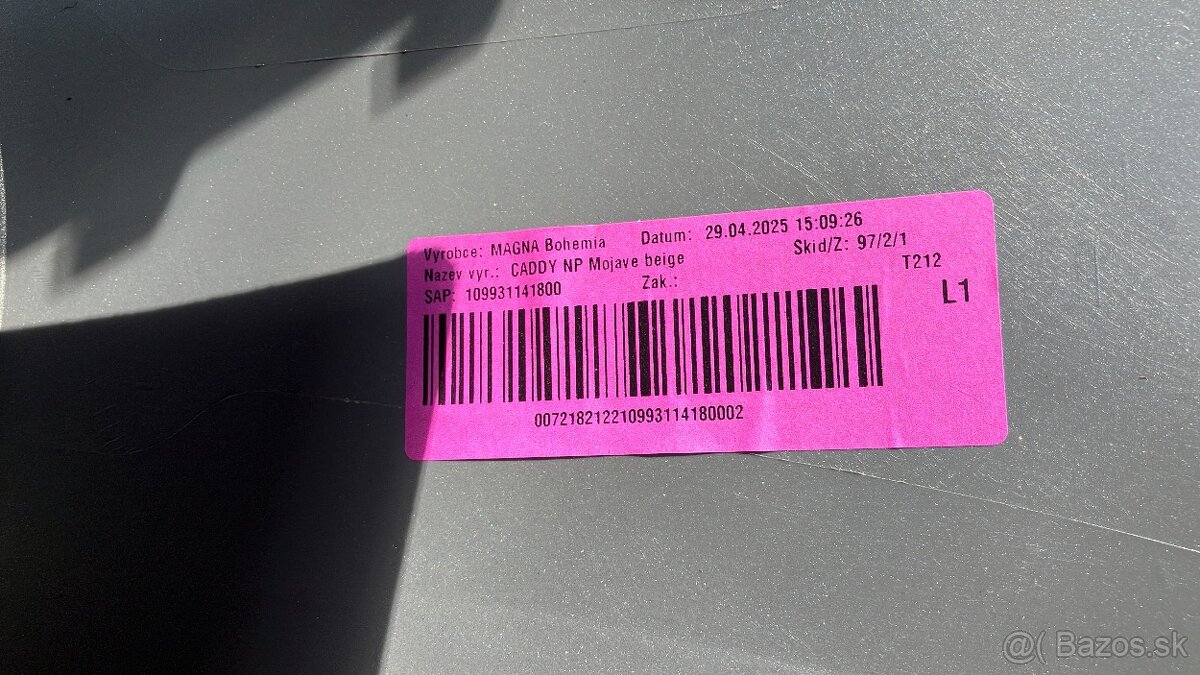 Vyrobce: MAGNA Bohemia Datum: 29.04.2025 15:09:26
Nazev vyr.: CADDY NP Mojave beige Skid/Z: 97/2/1
SAP: 109931141800 Zak.: T212
L1
007218212210993114180002
@( Bazos.sk